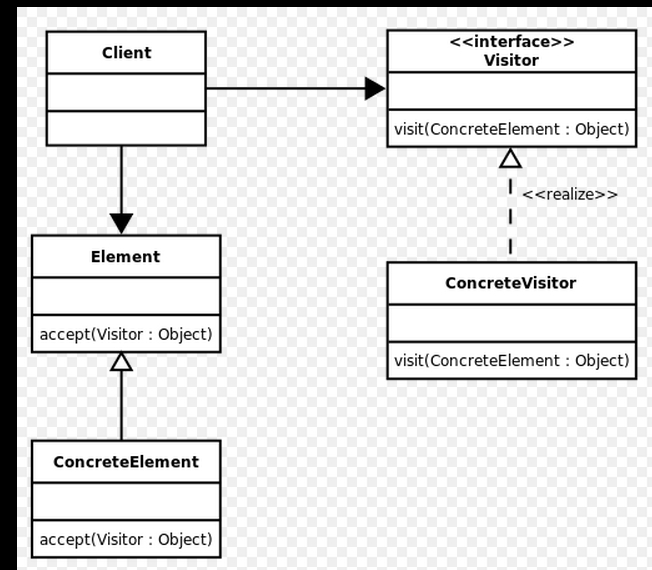 Client
<<interface>>
Visitor
visit(ConcreteElement : Object)
<<realize>>
Element
accept(Visitor : Object)
ConcreteVisitor
visit(ConcreteElement : Object)
ConcreteElement
accept(Visitor : Object)